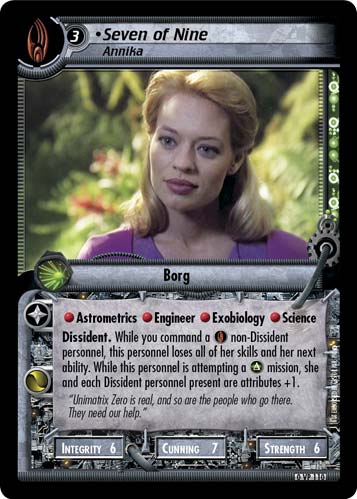 3
•Seven of Nine
Annika
Borg
Astrometrics Engineer Exobiology Science
Dissident. While you command a non-Dissident
personnel, this personnel loses all of her skills and her next
ability. While this personnel is attempting a mission, she
and each Dissident personnel present are attributes +1.
"Unimatrix Zero is real, and so are the people who go there.
They need our help."
INTEGRITY 6 CUNNING 7 STRENGTH 6
0 VP 110